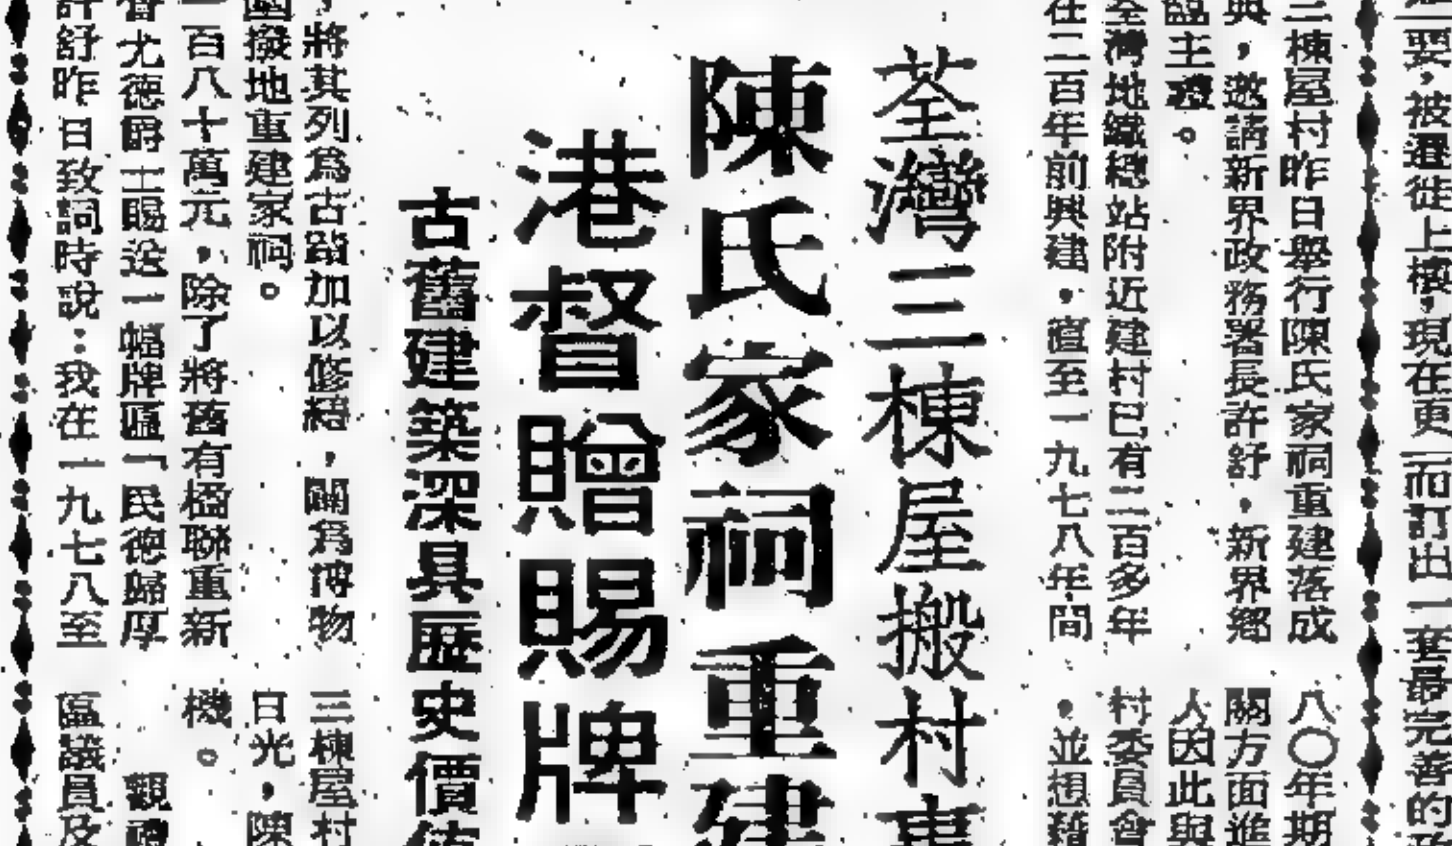 要，被遷徙上樓，現在更
而訂出一套最完善的
三棟屋村昨日舉行陳氏家祠重建落成
典，邀請新界政務署長許舒，新界鄉
臨主禮。
荃灣地鐵總站附近建村已有二百多年
在二百年前興建，直至一九七八年間
八〇年期
關方面進
人因此與
村委員會
，並想藉
荃灣三棟屋搬村
陳氏家祠重建
港督贈賜牌
古舊建築深具歷史價
，將其列為古蹟加以修繕，闢為博物
撥地重建家祠。
一百八十萬元，除了將舊有楹聯重新
督尤德爵士賜送一幅牌匾「民德歸厚
許舒昨日致詞時說：我在一九七八至
三棟屋村
日光，陳
機。
觀禮
區議員及